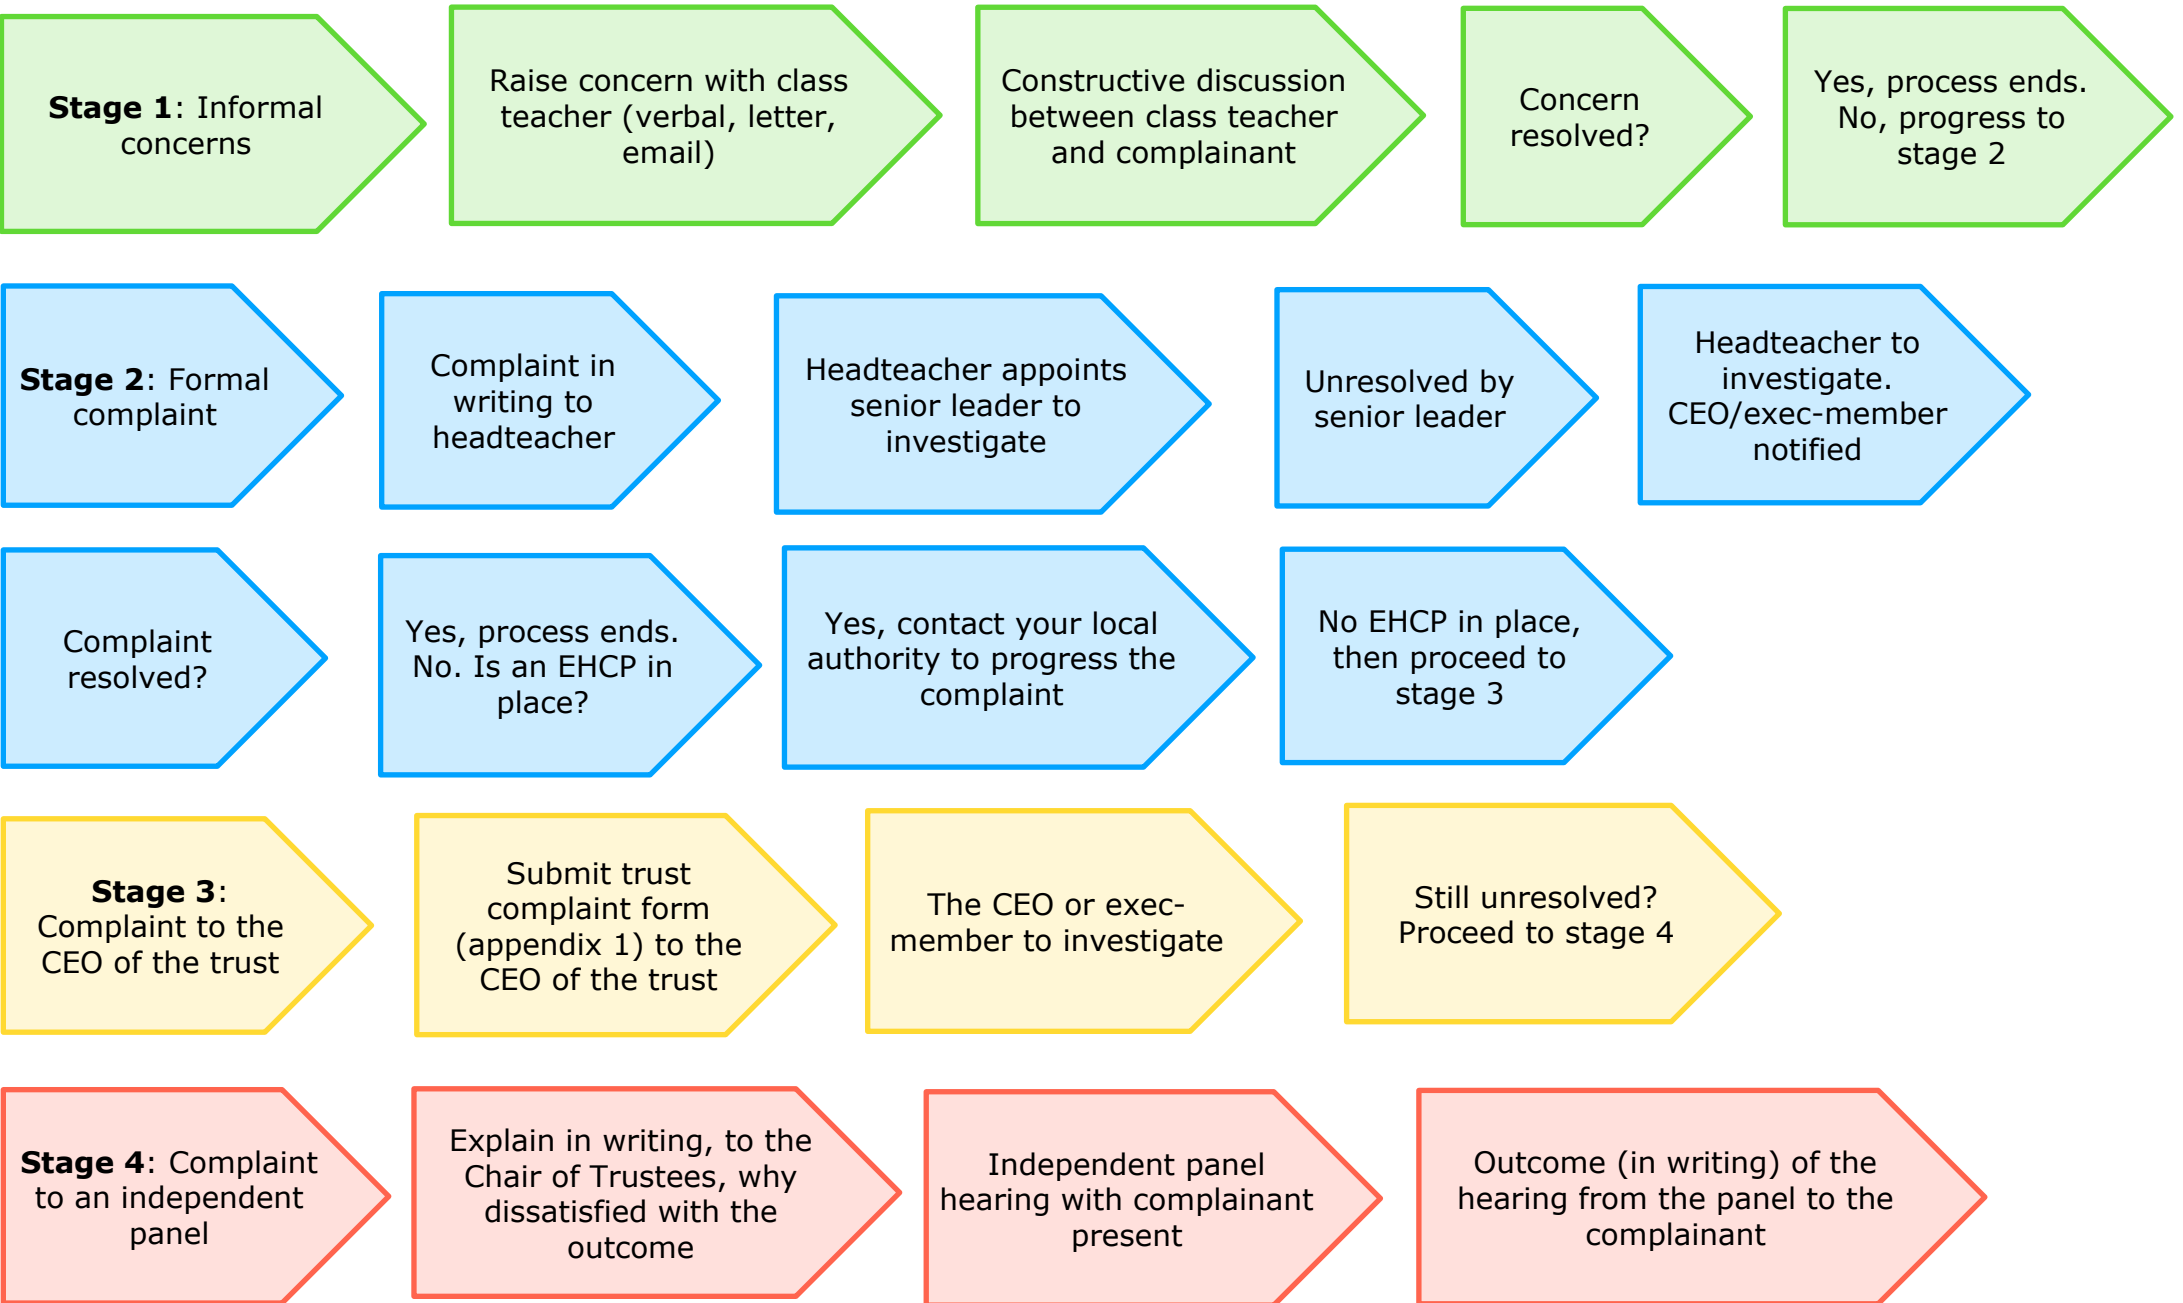 Stage 1: Informal
concerns
Raise concern with class
teacher (verbal, letter,
email)
Constructive discussion
between class teacher
and complainant
Concern
resolved?
Yes, process ends.
No, progress to
stage 2
Stage 2: Formal
complaint
Complaint in
writing to
headteacher
Headteacher appoints
senior leader to
investigate
Unresolved by
senior leader
Headteacher to
investigate.
CEO/exec-member
notified
Complaint
resolved?
Yes, process ends.
No. Is an EHCP in
place?
Yes, contact your local
authority to progress the
complaint
No EHCP in place,
then proceed to
stage 3
Stage 3:
Complaint to the
CEO of the trust
Submit trust
complaint form
(appendix 1) to the
CEO of the trust
The CEO or exec-
member to investigate
Still unresolved?
Proceed to stage 4
Stage 4: Complaint
to an independent
panel
Explain in writing, to the
Chair of Trustees, why
dissatisfied with the
outcome
Independent panel
hearing with complainant
present
Outcome (in writing) of the
hearing from the panel to the
complainant